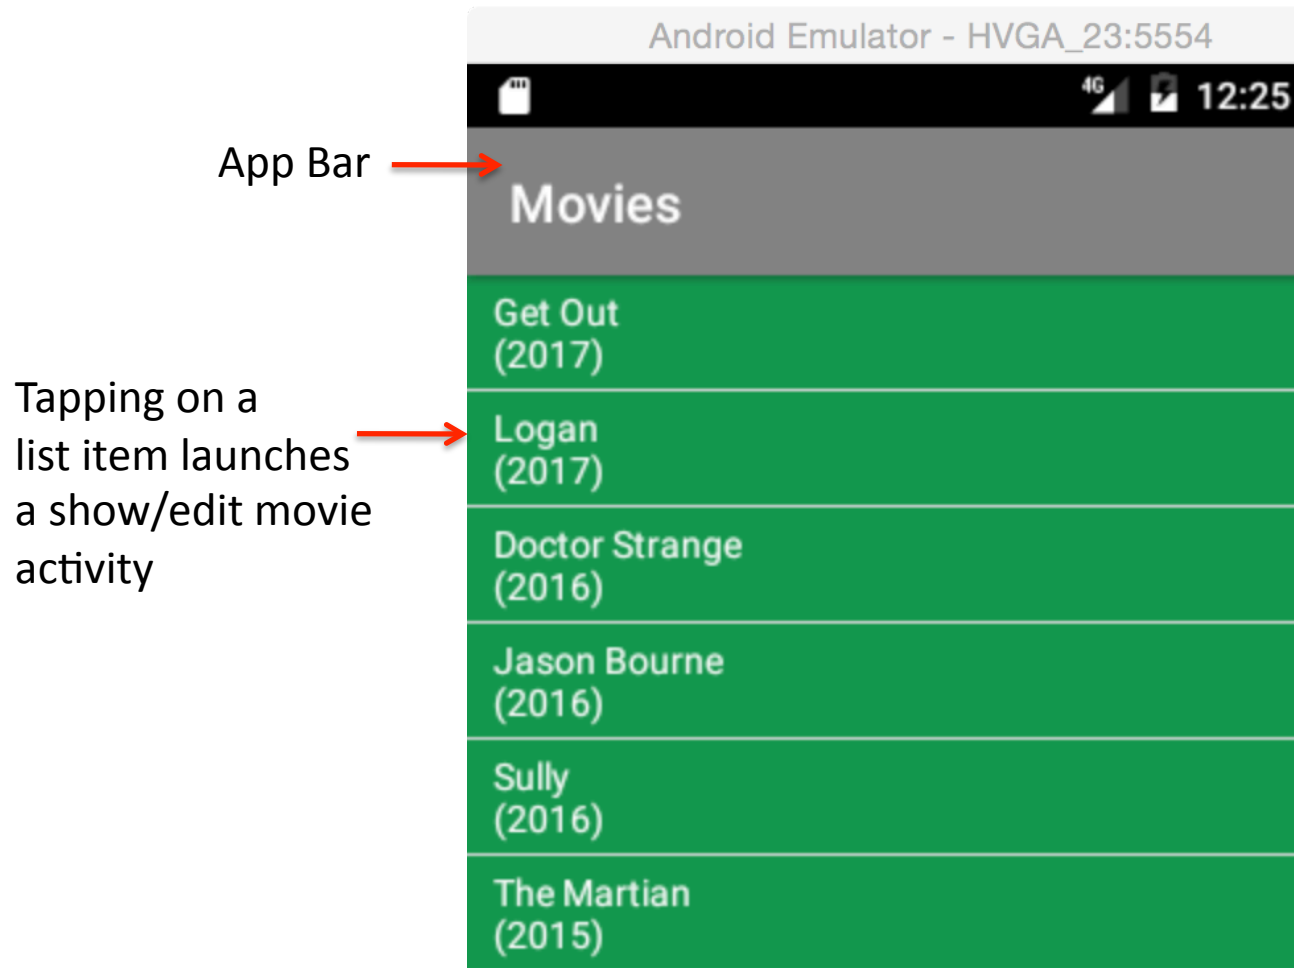 Android Emulator - HVGA_23:5554
4G 12:25
App Bar
Movies
Get Out
(2017)
Tapping on a
list item launches
a show/edit movie
activity
Logan
(2017)
Doctor Strange
(2016)
Jason Bourne
(2016)
Sully
(2016)
The Martian
(2015)